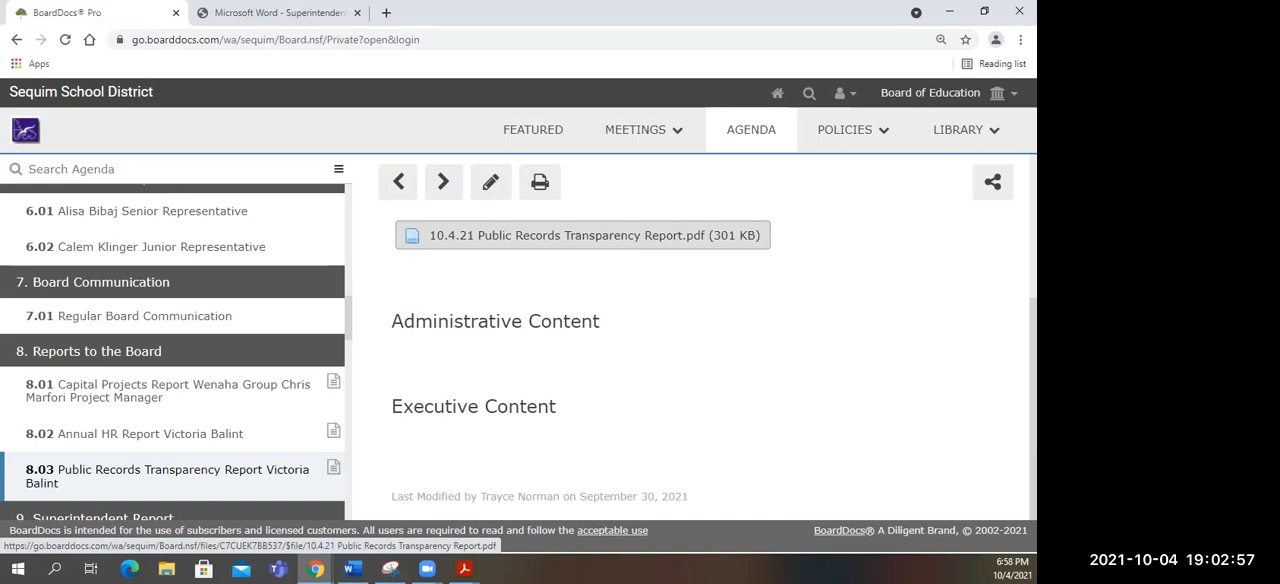 BoardDocs® Pro
Microsoft Word - Superintenden
go.boarddocs.com/wa/sequim/Board.nsf/Private?open&login
Apps
Reading list
Sequim School District
Board of Education
FEATURED
MEETINGS
AGENDA
POLICIES
LIBRARY
Search Agenda
6.01 Alisa Bibaj Senior Representative
6.02 Calem Klinger Junior Representative
7. Board Communication
7.01 Regular Board Communication
8. Reports to the Board
8.01 Capital Projects Report Wenaha Group Chris
Marfori Project Manager
8.02 Annual HR Report Victoria Balint
8.03 Public Records Transparency Report Victoria
Balint
9. Superintendent Report
10.4.21 Public Records Transparency Report.pdf (301 KB)
Administrative Content
Executive Content
Last Modified by Trayce Norman on September 30, 2021
BoardDocs is intended for the use of subscribers and licensed customers. All users are required to read and follow the acceptable use
BoardDocs® A Diligent Brand, © 2002-2021
https://go.boarddocs.com/wa/sequim/Board.nsf/files/C7CUEK7BB537/$file/10.4.21 Public Records Transparency Report.pdf
6:58 PM
10/4/2021
2021-10-04 19:02:57